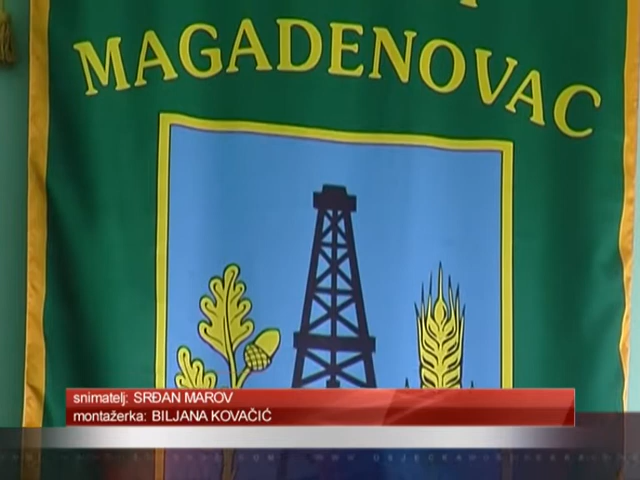 MAGADENOVAC
snimatelj: SRĐAN MAROV
montažerka: BILJANA KOVAČIĆ